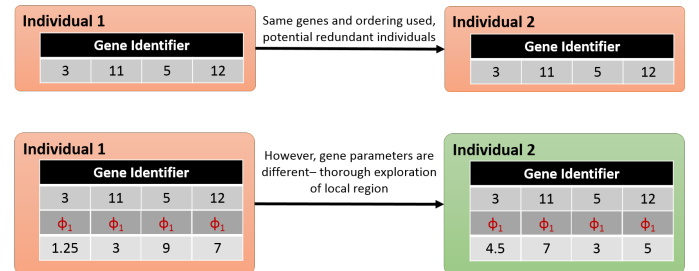 Individual 1
Gene Identifier
3 11 5 12
Same genes and ordering used,
potential redundant individuals
Individual 2
Gene Identifier
3 11 5 12
Individual 1
Gene Identifier
3 11 5 12
ϕ1 ϕ1 ϕ1 ϕ1
1.25 3 9 7
However, gene parameters are
different– thorough exploration
of local region
Individual 2
Gene Identifier
3 11 5 12
ϕ1 ϕ1 ϕ1 ϕ1
4.5 7 3 5